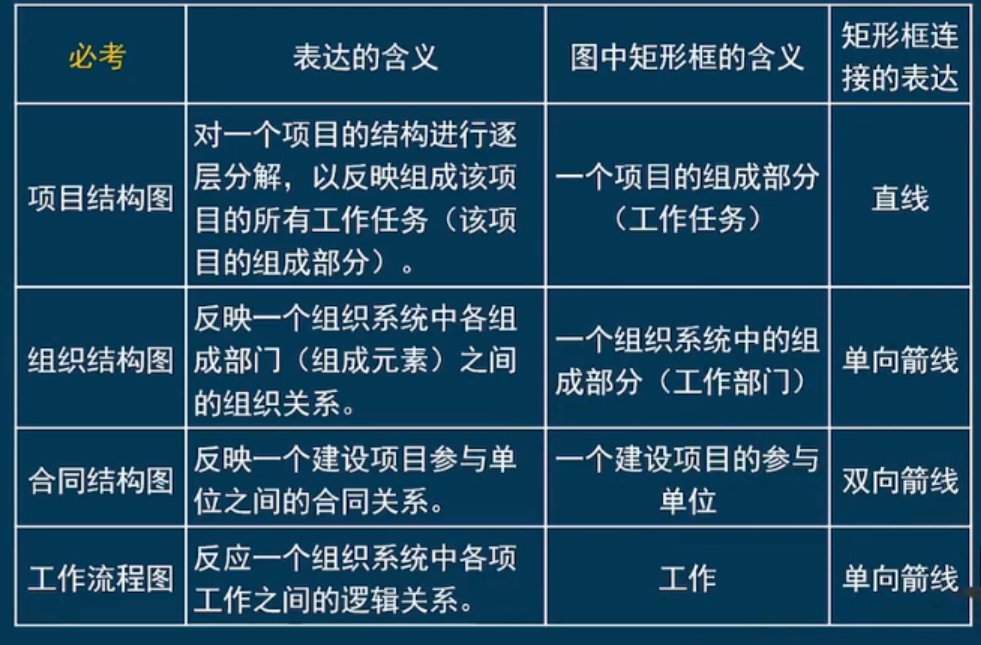 必考
表达的含义
图中矩形框的含义
矩形框连
接的表达
项目结构图
对一个项目的结构进行逐
层分解，以反映组成该项
目的所有工作任务（该项
目的组成部分）。
一个项目的组成部分
（工作任务）
直线
组织结构图
反映一个组织系统中各组
成部门（组成元素）之间
的组织关系。
一个组织系统中的组
成部分（工作部门）
单向箭线
合同结构图
反映一个建设项目参与单
位之间的合同关系。
一个建设项目的参与
单位
双向箭线
工作流程图
反应一个组织系统中各项
工作之间的逻辑关系。
工作
单向箭线